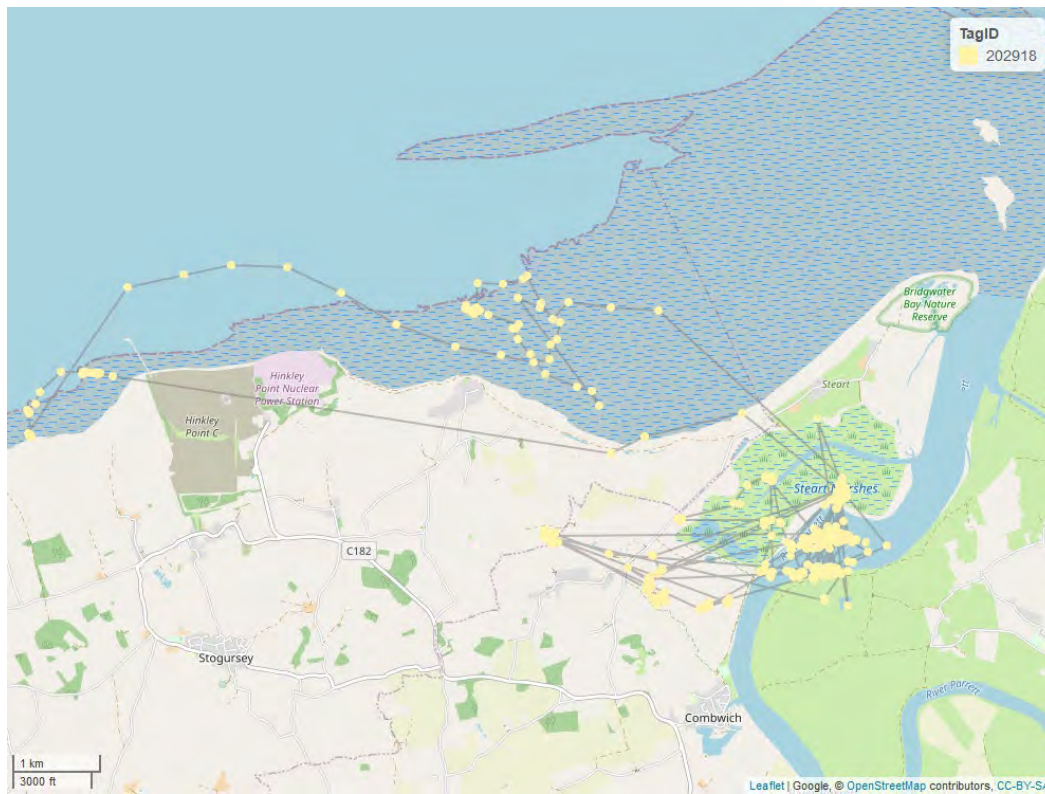 TagID
202918
Bridgwater
Bay Nature
Reserve
Hinkley
Point Nuclear
Power Station
Steart
Hinkley
Point C
Steart Marshes
C182
Stogursey
River Parrett
Combwich
1 km
3000 ft
Leaflet | Google, © OpenStreetMap contributors, CC-BY-SA